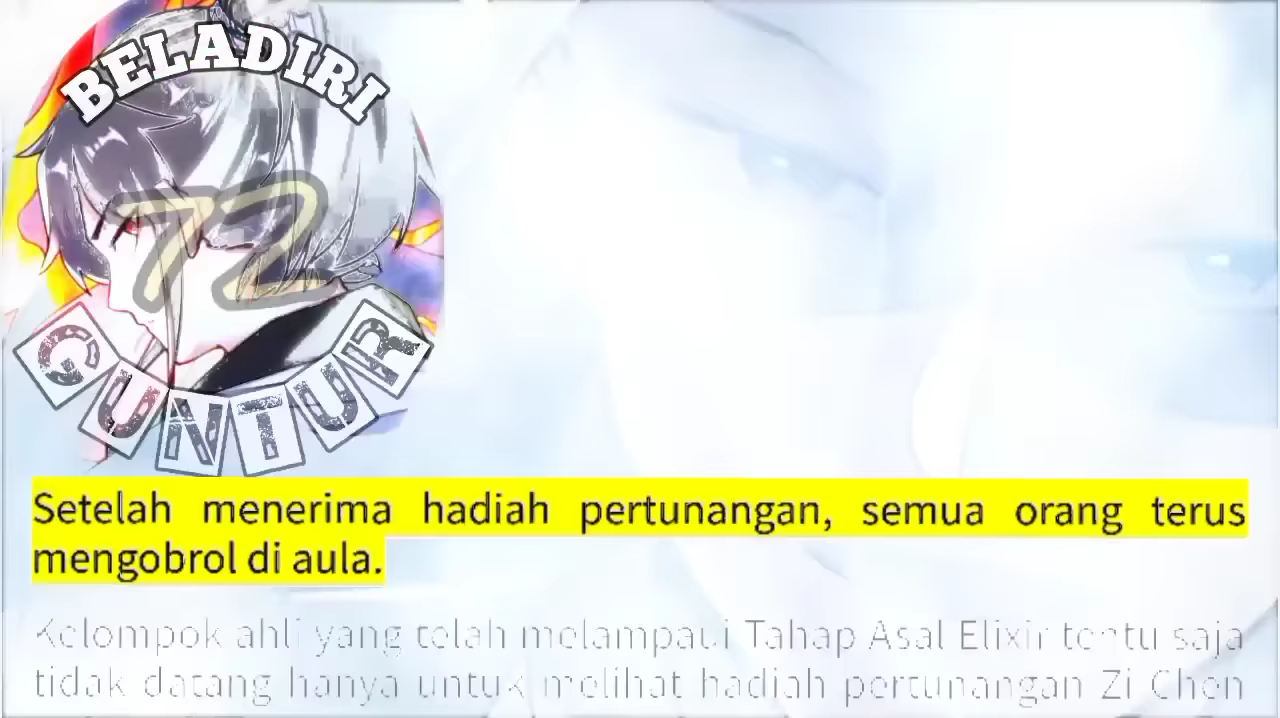 BELADIRI
72
GUNTUR
Setelah menerima hadiah pertunangan, semua orang terus
mengobrol di aula.
Kelompok ahli yang telah melampaui Tahap Asal Elixir tentu saja
tidak datang hanya untuk melihat hadiah pertunangan Zi Chen